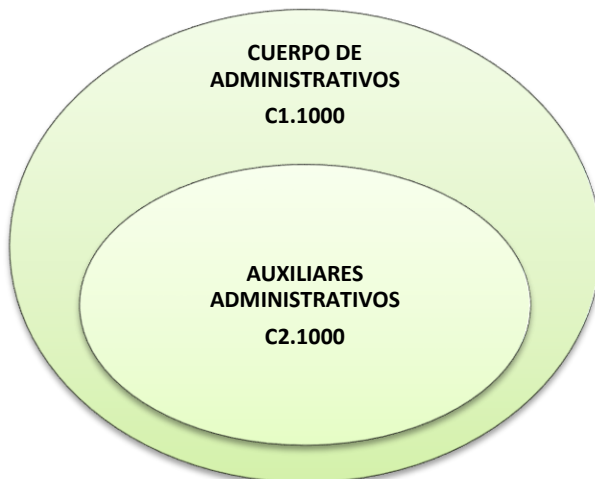 CUERPO DE
ADMINISTRATIVOS
C1.1000
AUXILIARES
ADMINISTRATIVOS
C2.1000